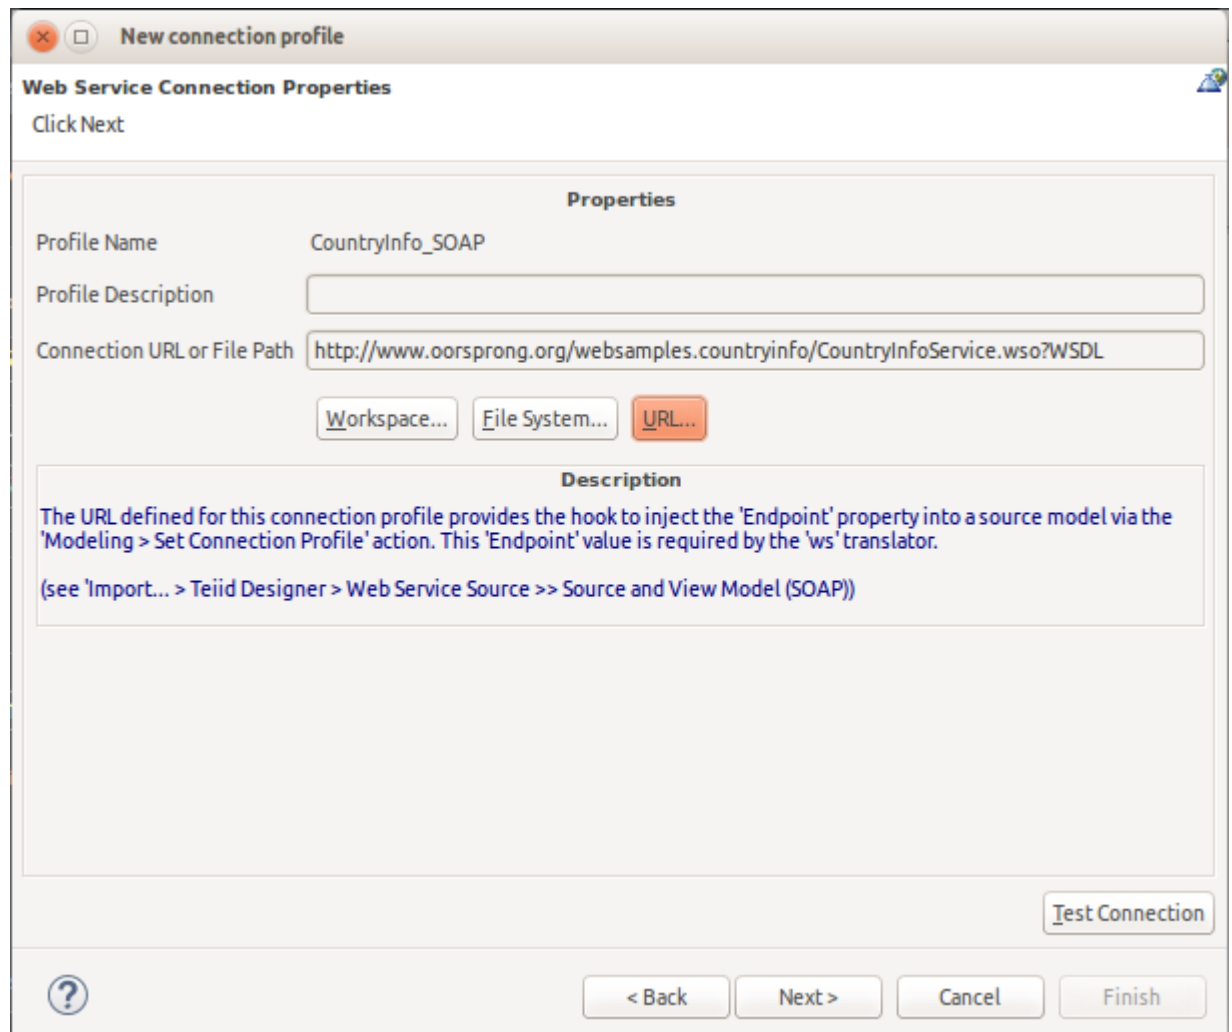 New connection profile
Web Service Connection Properties
Click Next
Properties
Profile Name CountryInfo_SOAP
Profile Description
Connection URL or File Path http://www.oorsprong.org/websamples.countryinfo/CountryInfoService.wso?WSDL
Workspace... File System... URL...
Description
The URL defined for this connection profile provides the hook to inject the 'Endpoint' property into a source model via the
'Modeling > Set Connection Profile' action. This 'Endpoint' value is required by the 'ws' translator.
(see 'Import... > Teiid Designer > Web Service Source >> Source and View Model (SOAP))
Test Connection
? < Back Next > Cancel Finish